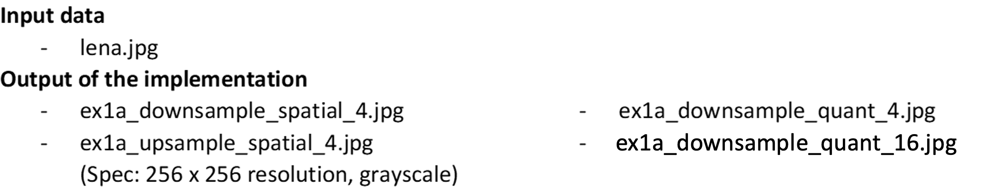 Input data
- lena.jpg
Output of the implementation
- ex1a_downsample_spatial_4.jpg - ex1a_downsample_quant_4.jpg
- ex1a_upsample_spatial_4.jpg - ex1a_downsample_quant_16.jpg
(Spec: 256 x 256 resolution, grayscale)